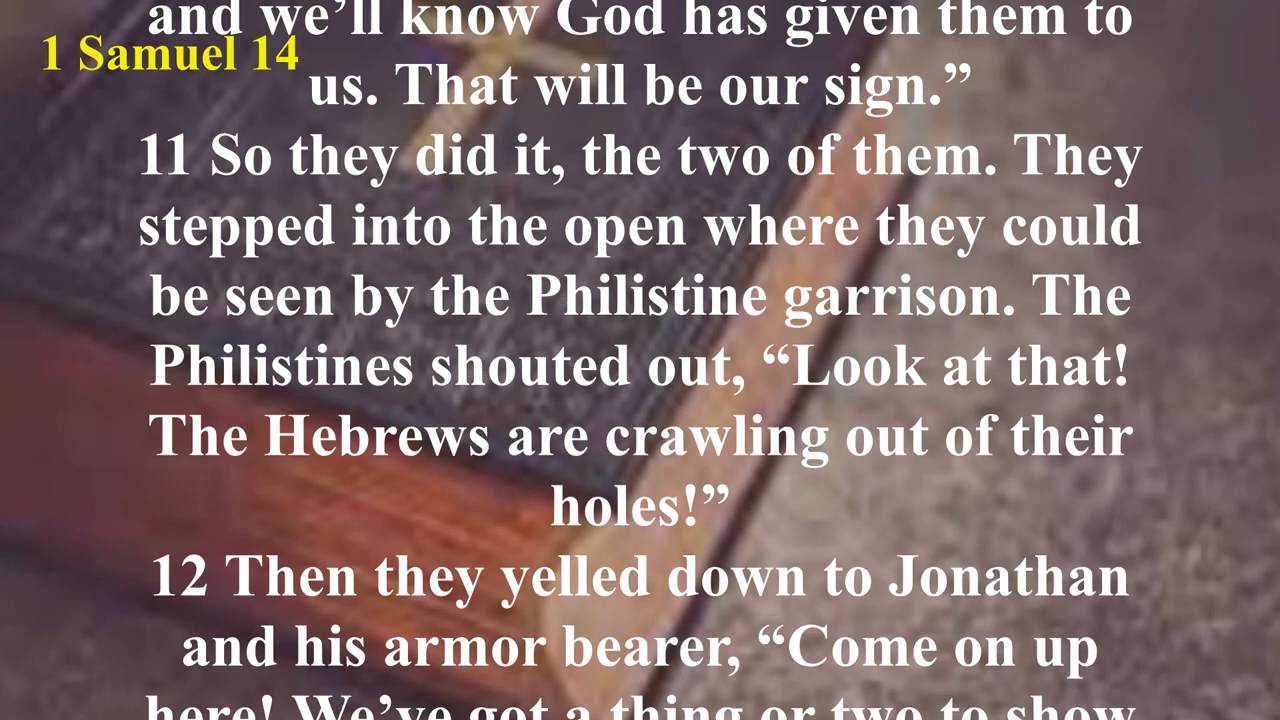 and we’ll know God has given them to
1 Samuel 14
us. That will be our sign.”
11 So they did it, the two of them. They
stepped into the open where they could
be seen by the Philistine garrison. The
Philistines shouted out, “Look at that!
The Hebrews are crawling out of their
holes!”
12 Then they yelled down to Jonathan
and his armor bearer, “Come on up
here! We’ve got a thing or two to show